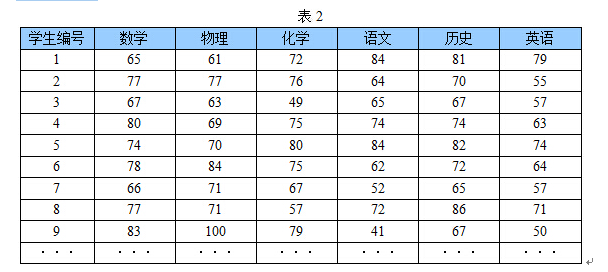 表 2
学生编号 数学 物理 化学 语文 历史 英语
1 65 61 72 84 81 79
2 77 77 76 64 70 55
3 67 63 49 65 67 57
4 80 69 75 74 74 63
5 74 70 80 84 82 74
6 78 84 75 62 72 64
7 66 71 67 52 65 57
8 77 71 57 72 86 71
9 83 100 79 41 67 50
··· ··· ··· ··· ··· ··· ···